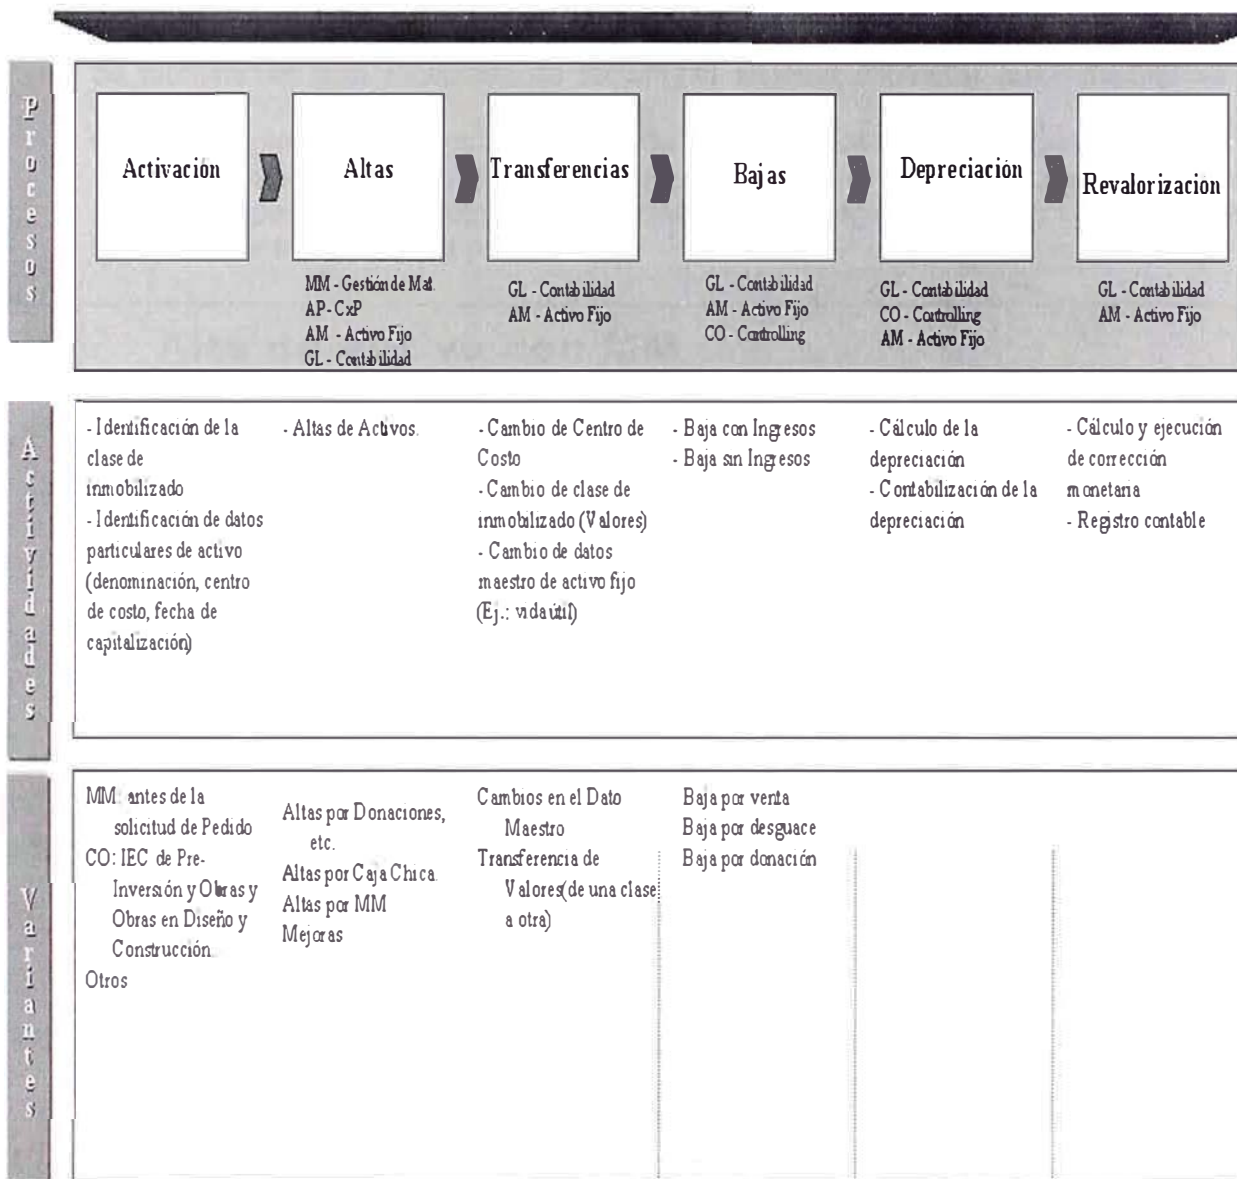 Procesos
Activación
Altas
Transferencias
Bajas
Depreciación
Revalorización
MM - Gestión de Mat.
AP - CxP
AM - Activo Fijo
GL - Contabilidad
GL - Contabilidad
AM - Activo Fijo
GL - Contabilidad
AM - Activo Fijo
CO - Controlling
GL - Contabilidad
CO - Controlling
AM - Activo Fijo
GL - Contabilidad
AM - Activo Fijo
Actividades
- Identificación de la
clase de
inmobilizado
- Identificación de datos
particulares de activo
(denominación, centro
de costo, fecha de
capitalización)
- Altas de Activos.
- Cambio de Centro de
Costo
- Cambio de clase de
inmobilizado (Valores)
- Cambio de datos
maestro de activo fijo
(Ej.: vida útil)
- Baja con Ingresos
- Baja sin Ingresos
- Cálculo de la
depreciación
- Contabilización de la
depreciación
- Cálculo y ejecución
de corrección
monetaria
- Registro contable
Variantes
MM: antes de la
solicitud de Pedido
CO: IEC de Pre-
Inversión y Obras y
Obras en Diseño y
Construcción.
Otros
Altas por Donaciones,
etc.
Altas por Caja Chica.
Altas por MM
Mejoras
Cambios en el Dato
Maestro
Transferencia de
Valores(de una clase
a otra)
Baja por venta
Baja por desguace
Baja por donación